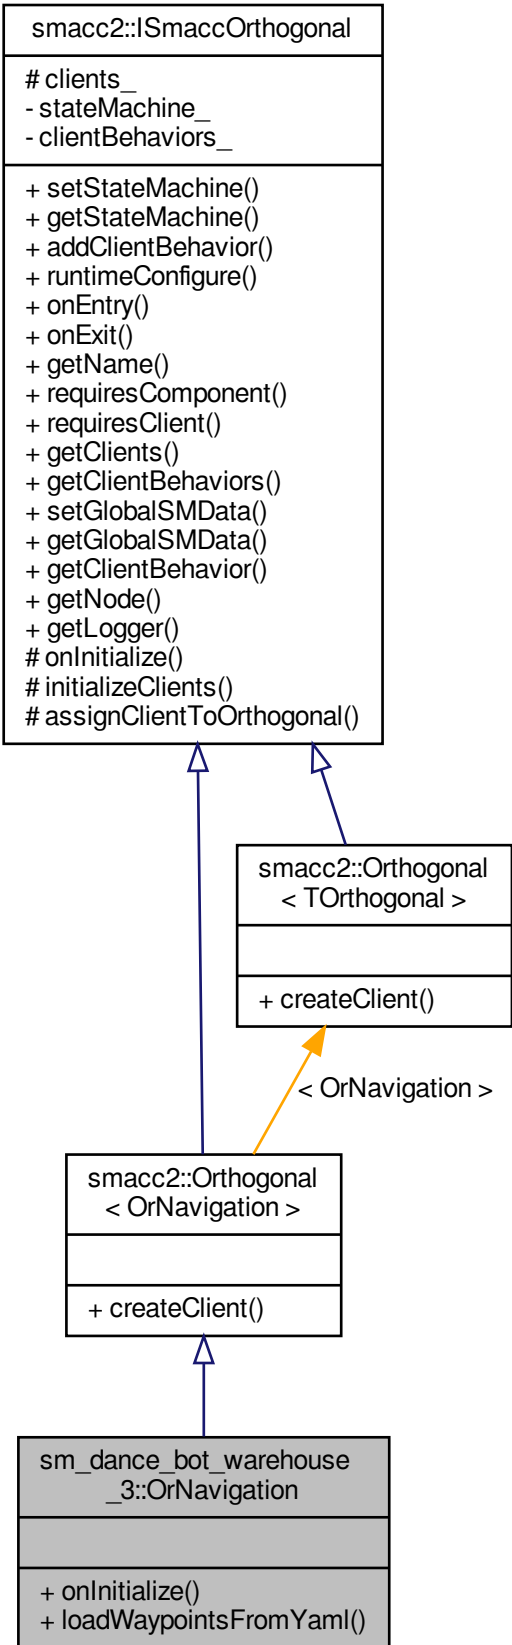 smacc2::ISmaccOrthogonal
# clients_
- stateMachine_
- clientBehaviors_
+ setStateMachine()
+ getStateMachine()
+ addClientBehavior()
+ runtimeConfigure()
+ onEntry()
+ onExit()
+ getName()
+ requiresComponent()
+ requiresClient()
+ getClients()
+ getClientBehaviors()
+ setGlobalSMData()
+ getGlobalSMData()
+ getClientBehavior()
+ getNode()
+ getLogger()
# onInitialize()
# initializeClients()
# assignClientToOrthogonal()
smacc2::Orthogonal
< TOrthogonal >
+ createClient()
< OrNavigation >
smacc2::Orthogonal
< OrNavigation >
+ createClient()
sm_dance_bot_warehouse
_3::OrNavigation
+ onInitialize()
+ loadWaypointsFromYaml()